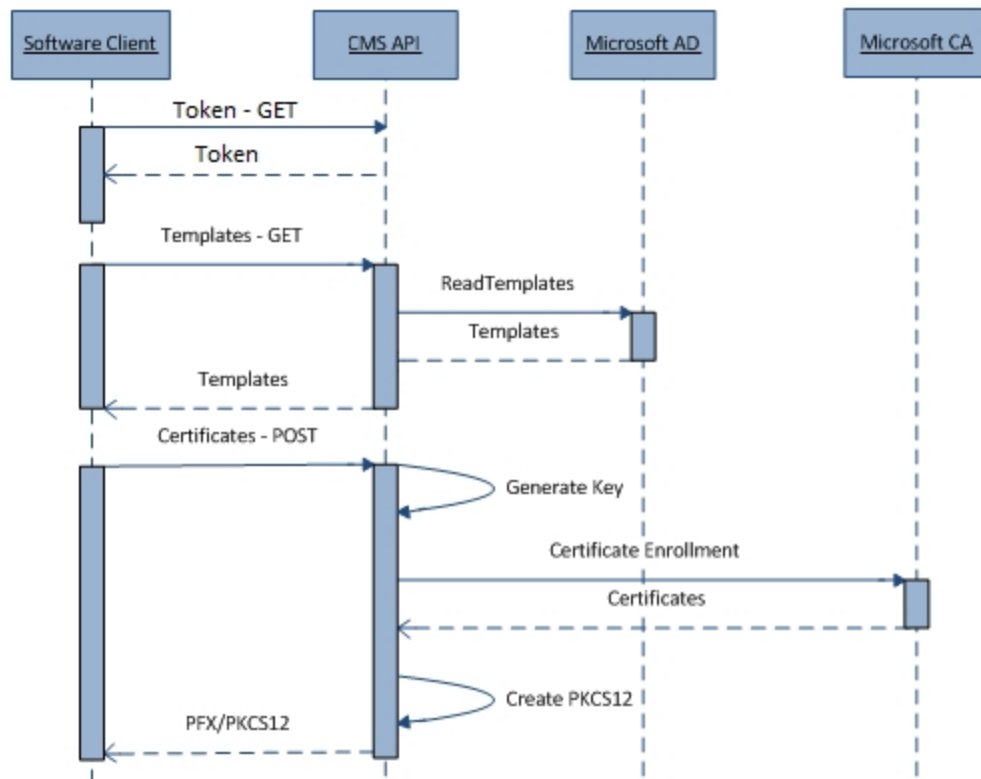 Software Client
CMS API
Microsoft AD
Microsoft CA
Token - GET
Token
Templates - GET
ReadTemplates
Templates
Templates
Certificates - POST
Generate Key
Certificate Enrollment
Certificates
Create PKCS12
PFX/PKCS12